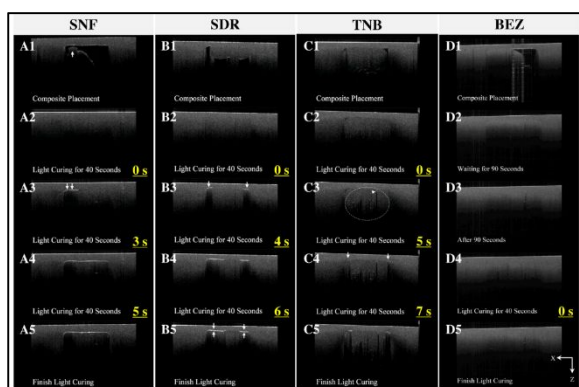 SNF SDR TNB BEZ
A1 B1 C1 D1
Composite Placement Composite Placement Composite Placement Composite Placement
A2 B2 C2 D2
Light Curing for 40 Seconds Light Curing for 40 Seconds Light Curing for 40 Seconds Waiting for 90 Seconds
0 s 0 s 0 s
A3 B3 C3 D3
Light Curing for 40 Seconds Light Curing for 40 Seconds Light Curing for 40 Seconds After 90 Seconds
3 s 4 s 5 s
A4 B4 C4 D4
Light Curing for 40 Seconds Light Curing for 40 Seconds Light Curing for 40 Seconds Light Curing for 40 Seconds
5 s 6 s 7 s 0 s
A5 B5 C5 D5
X
Z
Finish Light Curing Finish Light Curing Finish Light Curing Finish Light Curing